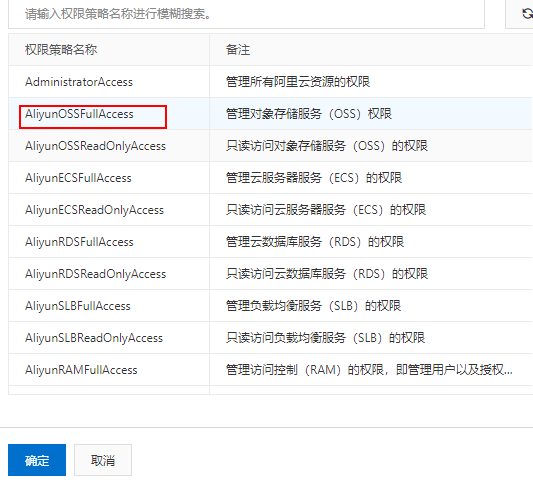 请输入权限策略名称进行模糊搜索。
权限策略名称 备注
AdministratorAccess 管理所有阿里云资源的权限
AliyunOSSFullAccess 管理对象存储服务（OSS）权限
AliyunOSSReadOnlyAccess 只读访问对象存储服务（OSS）的权限
AliyunECSFullAccess 管理云服务器服务（ECS）的权限
AliyunECSReadOnlyAccess 只读访问云服务器服务（ECS）的权限
AliyunRDSFullAccess 管理云数据库服务（RDS）的权限
AliyunRDSReadOnlyAccess 只读访问云数据库服务（RDS）的权限
AliyunSLBFullAccess 管理负载均衡服务（SLB）的权限
AliyunSLBReadOnlyAccess 只读访问负载均衡服务（SLB）的权限
AliyunRAMFullAccess 管理访问控制（RAM）的权限，即管理用户以及授权...
确定 取消